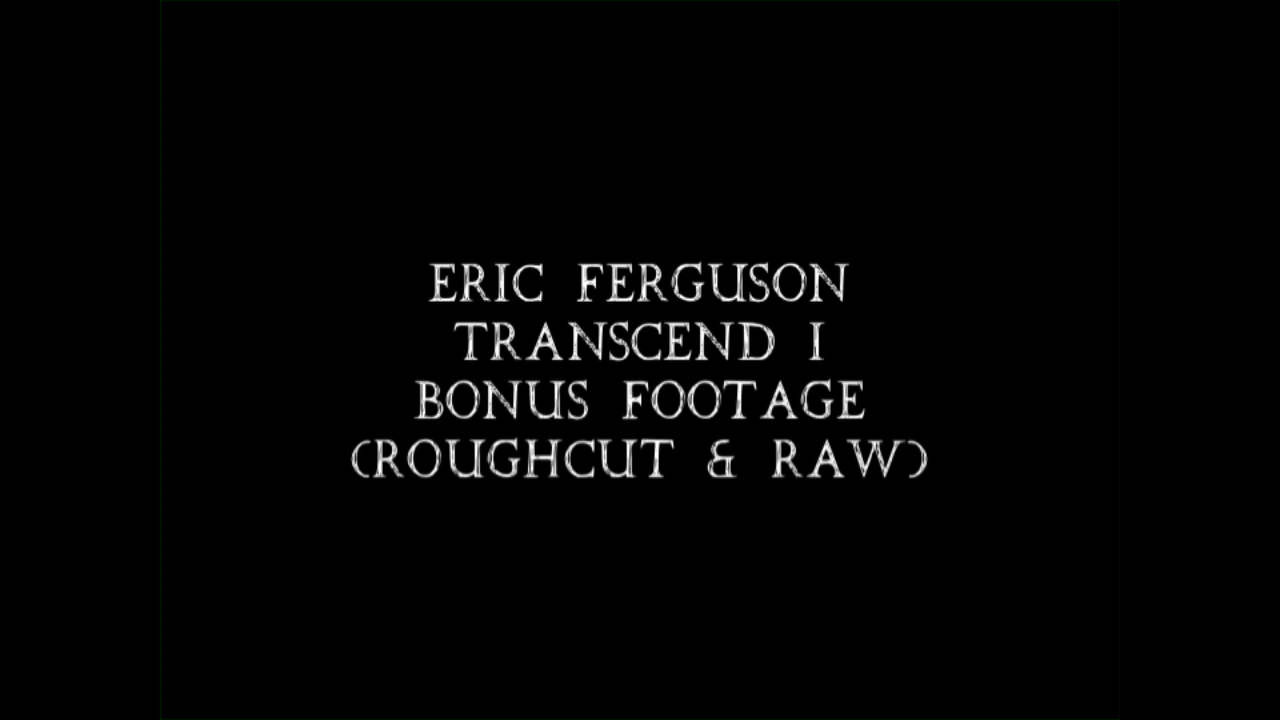 ERIC FERGUSON
TRANSCEND I
BONUS FOOTAGE
(ROUGHCUT & RAW)